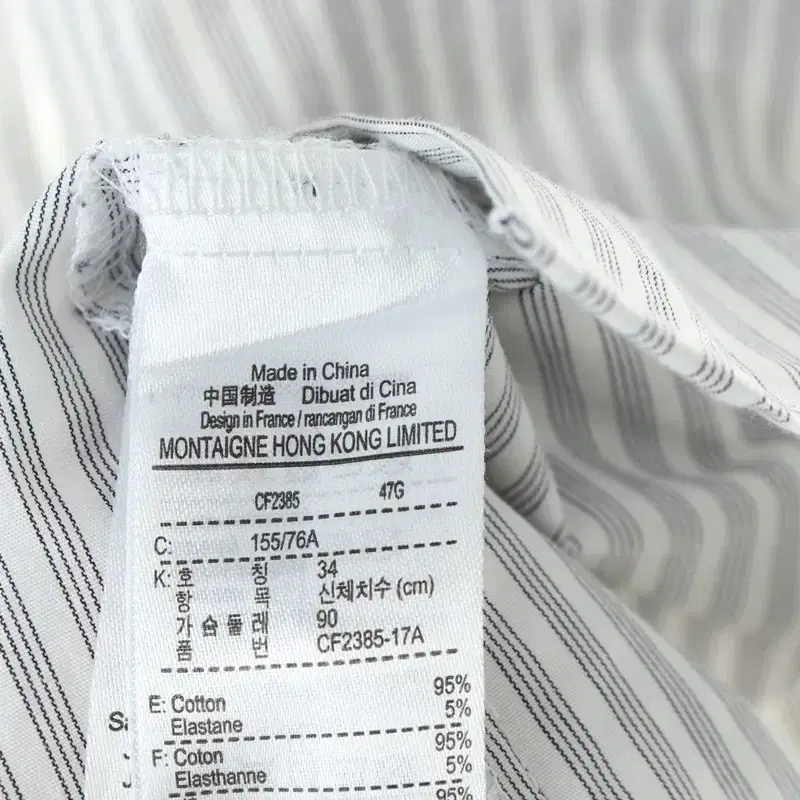 Made in China
中国制造 Dibuat di Cina
Design in France / rancangan di France
MONTAIGNE HONG KONG LIMITED
CF2385 47G
C: 155/76A
K: 호 칭 34
항 목 신체치수 (cm)
가 슴 둘 레 90
품 번 CF2385-17A
E: Cotton 95%
Elastane 5%
F: Coton 95%
Elasthanne 5%
95%